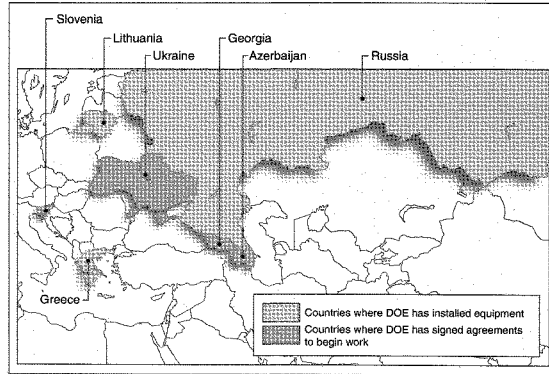 Slovenia
Lithuania
Georgia
Ukraine
Azerbaijan
Russia
Greece
Countries where DOE has installed equipment
Countries where DOE has signed agreements
to begin work